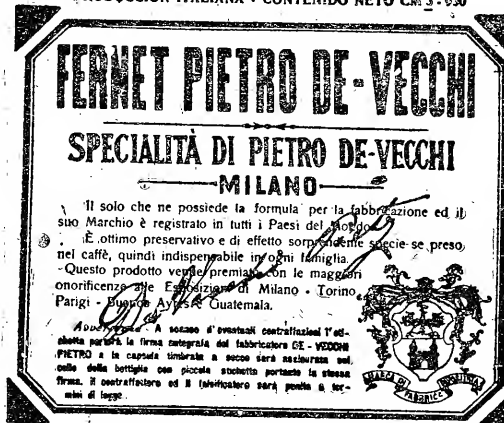 PRODUCCION ITALIANA - CONTENIDO NETO CM 3 - 930
FERNET PIETRO DE-VECCHI
SPECIALITÀ DI PIETRO DE-VECCHI
MILANO
Il solo che ne possiede la formula per la fabbricazione ed il
suo Marchio è registrato in tutti i Paesi del Mondo.
È ottimo preservativo e di effetto sorprendente specie se preso
nel caffè, quindi indispensabile in ogni famiglia.
Questo prodotto venne premiato con le maggiori
onorificenze alle Esposizioni di Milano - Torino
Parigi - Buenos Ayres - Guatemala.
Avvertenza - A scanso d'eventuali contraffazioni l'eti-
chetta porterà la firma autografa del fabbricatore DE - VECCHI
PIETRO e la capsula timbrata a secco sarà assicurata sul
collo della bottiglia con piccola etichetta portante la stessa
firma. il contraffattore ed il falsificatore sarà punito a ter-
mini di legge.
MARCA DI FABBRICA